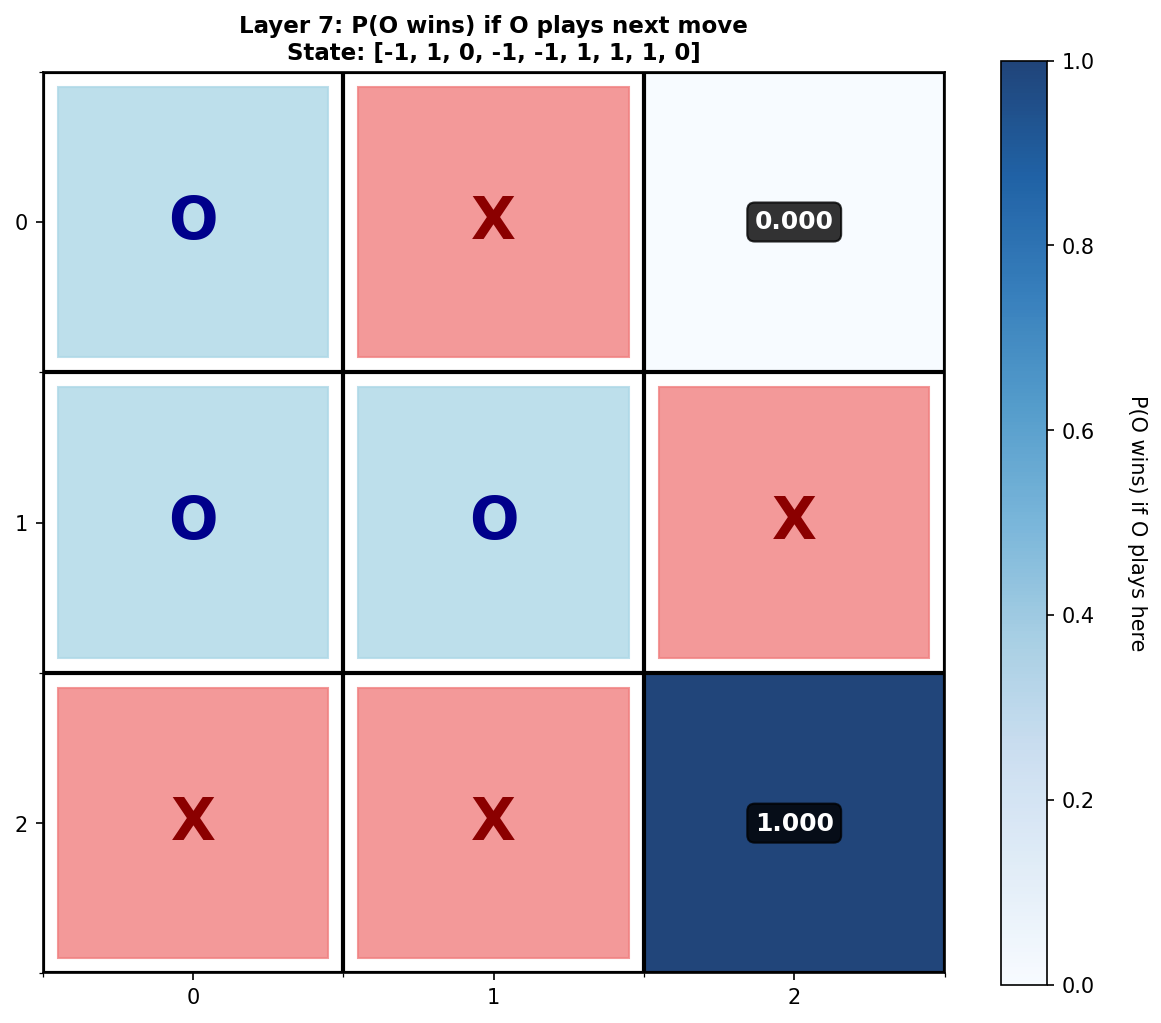 Layer 7: P(O wins) if O plays next move
State: [-1, 1, 0, -1, -1, 1, 1, 1, 0]
O X 0.000
O O X
X X 1.000
0
1
2
0 1 2
1.0
0.8
0.6
0.4
0.2
0.0
P(O wins) if O plays here